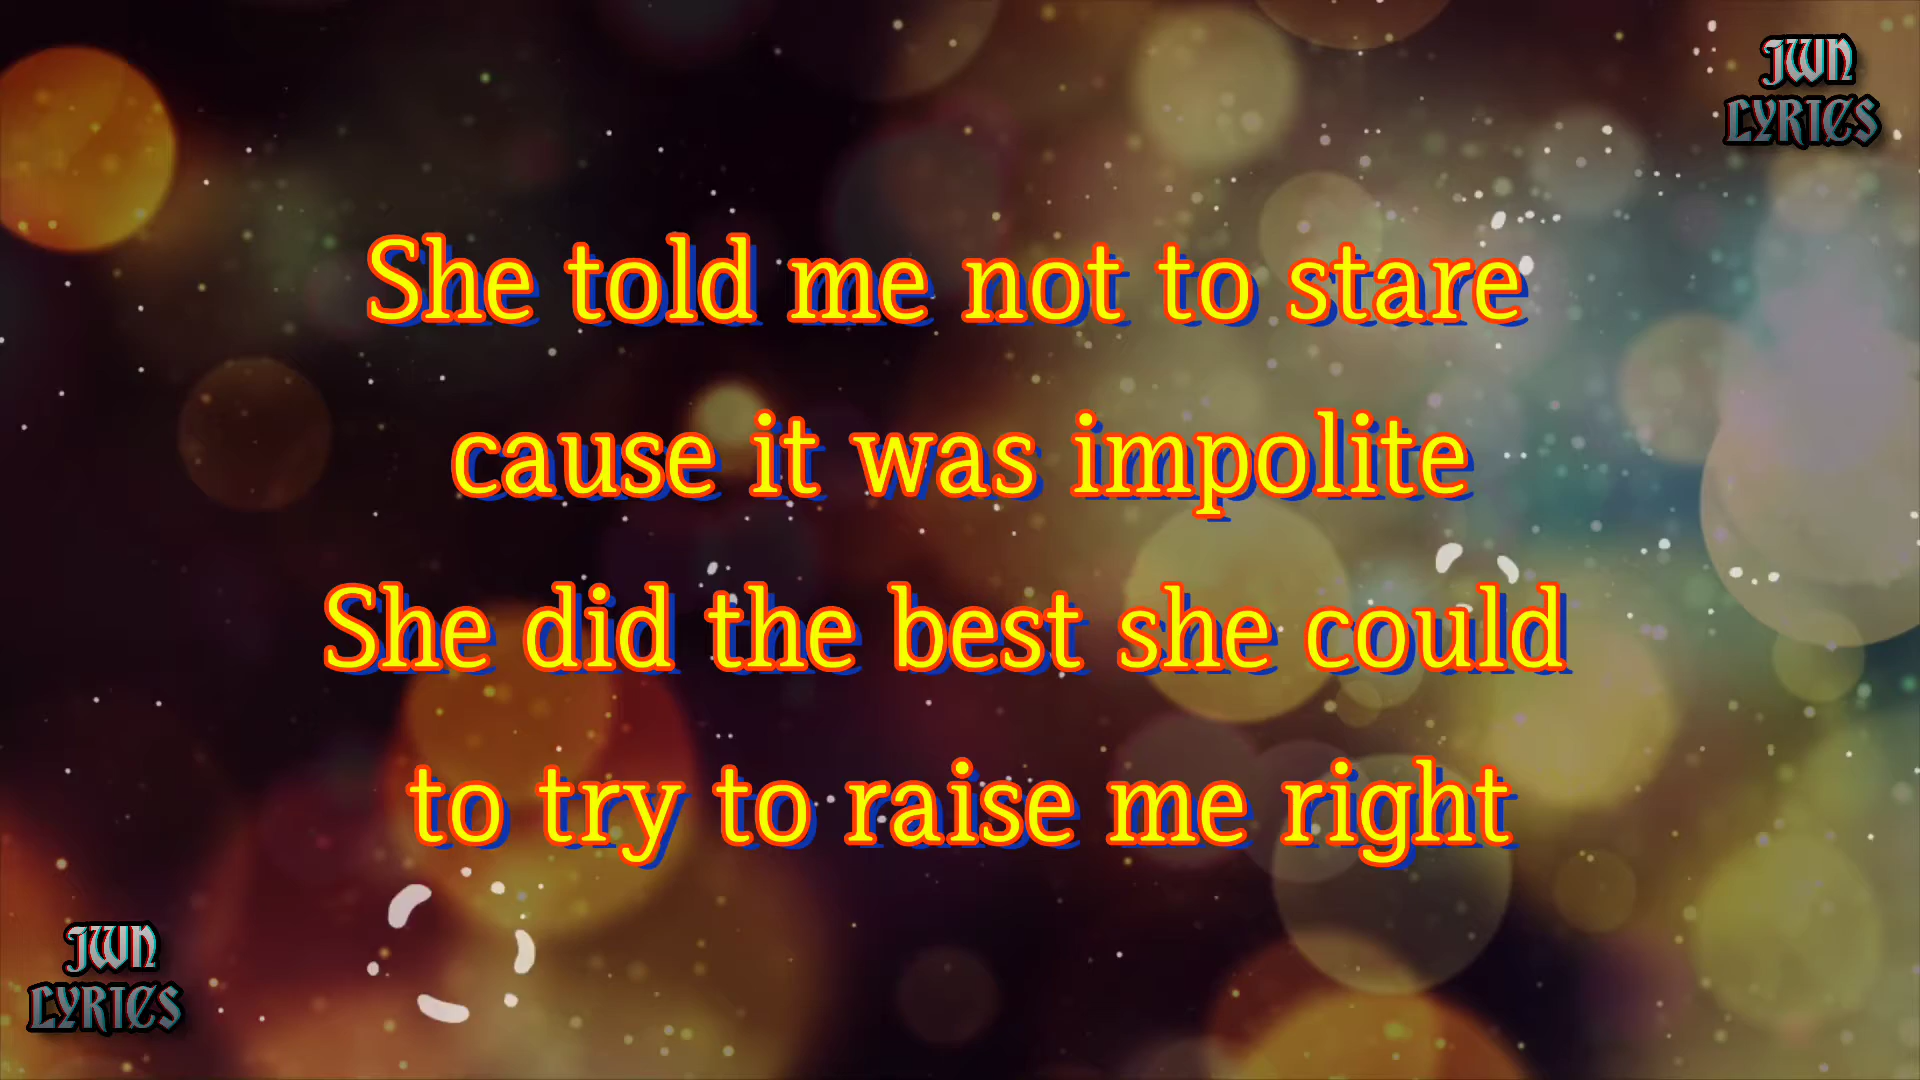 JWN
LYRICS
She told me not to stare
cause it was impolite
She did the best she could
to try to raise me right
JWN
LYRICS